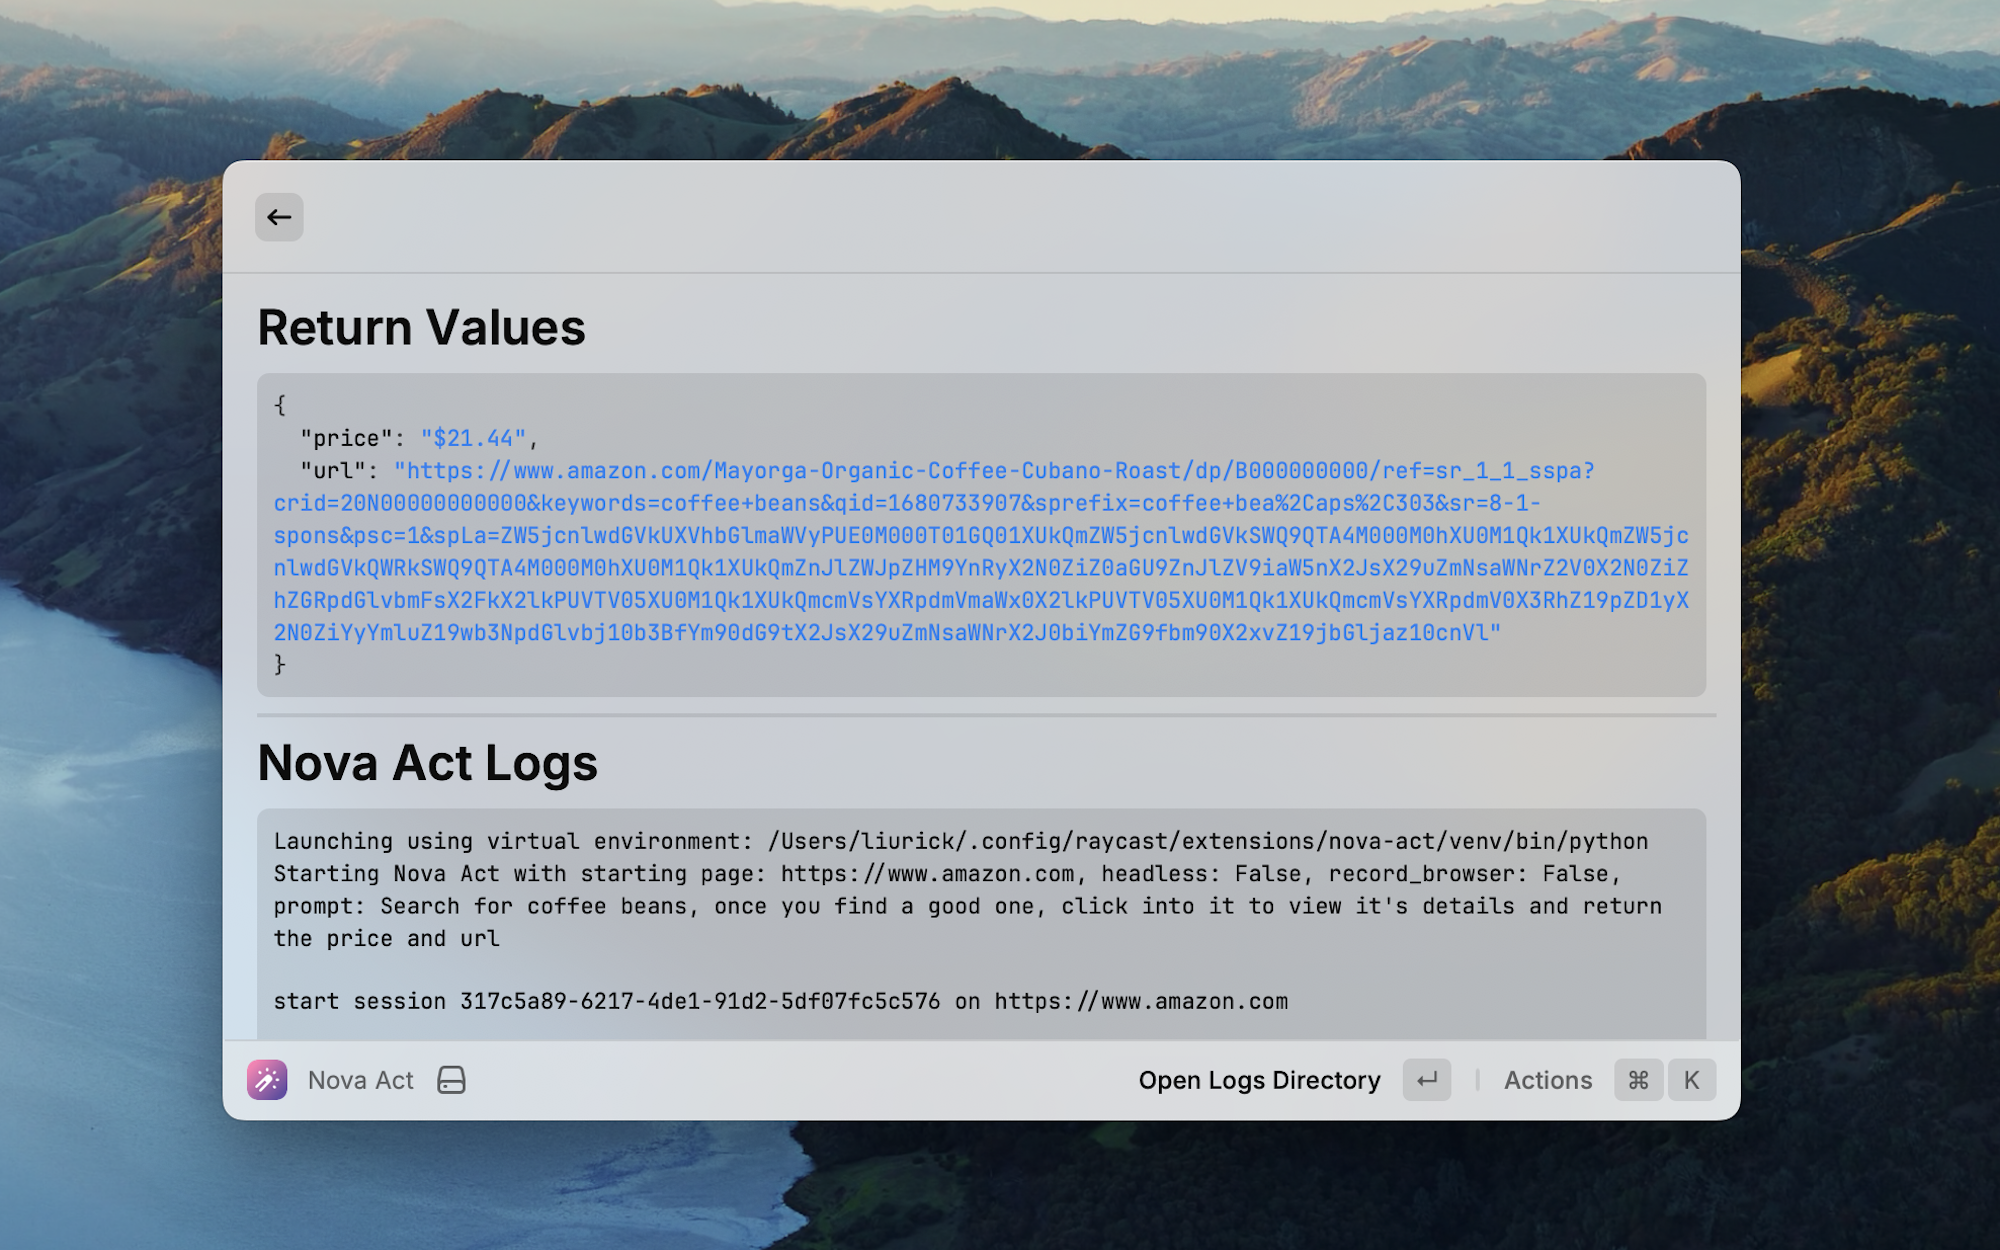 Return Values
{
"price": "$21.44",
"url": "https://www.amazon.com/Mayorga-Organic-Coffee-Cubano-Roast/dp/B000000000/ref=sr_1_1_sspa?
crid=20N00000000000&keywords=coffee+beans&qid=1680733907&sprefix=coffee+bea%2Caps%2C303&sr=8-1-
spons&psc=1&spLa=ZW5jcnlwdGVkUXVhbGlmaWVyPUE0M000T01GQ01XUkQmZW5jcnlwdGVkSWQ9QTA4M000M0hXU0M1Qk1XUkQmZW5jc
nlwdGVkQWRkSWQ9QTA4M000M0hXU0M1Qk1XUkQmZnJlZWJpZHM9YnRyX2N0ZiZ0aGU9ZnJlZV9iaW5nX2JsX29uZmNsaWNrZ2V0X2N0ZiZ
hZGRpdGlvbmFsX2FkX2lkPUVTV05XU0M1Qk1XUkQmcmVsYXRpdmVmaWx0X2lkPUVTV05XU0M1Qk1XUkQmcmVsYXRpdmV0X3RhZ19pZD1yX
2N0ZiYyYmluZ19wb3NpdGlvbj10b3BfYm90dG9tX2JsX29uZmNsaWNrX2J0biYmZG9fbm90X2xvZ19jbGljaz10cnVl"
}
Nova Act Logs
Launching using virtual environment: /Users/liurick/.config/raycast/extensions/nova-act/venv/bin/python
Starting Nova Act with starting page: https://www.amazon.com, headless: False, record_browser: False,
prompt: Search for coffee beans, once you find a good one, click into it to view it's details and return
the price and url
start session 317c5a89-6217-4de1-91d2-5df07fc5c576 on https://www.amazon.com
Nova Act Open Logs Directory ↵ Actions ⌘ K